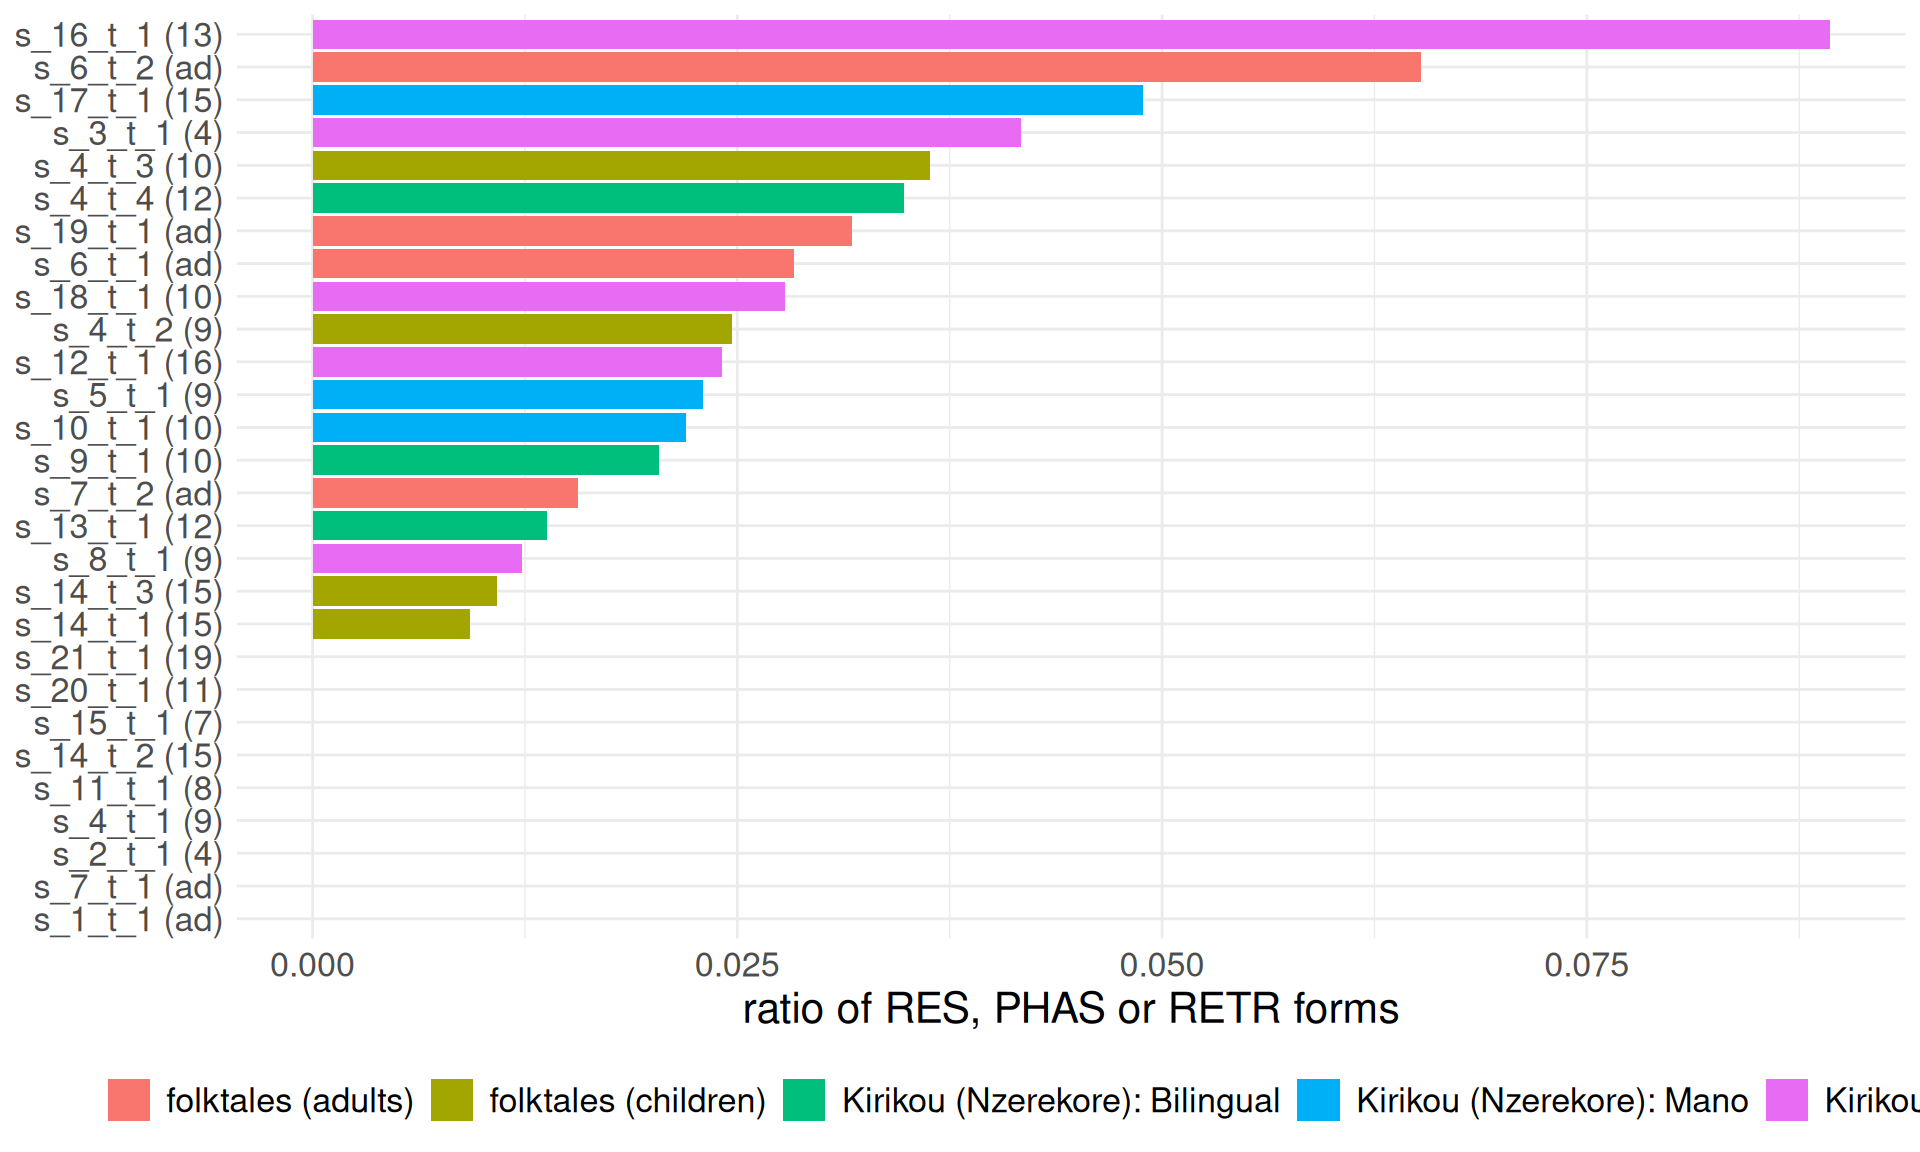 s_16_t_1 (13)
s_6_t_2 (ad)
s_17_t_1 (15)
s_3_t_1 (4)
s_4_t_3 (10)
s_4_t_4 (12)
s_19_t_1 (ad)
s_6_t_1 (ad)
s_18_t_1 (10)
s_4_t_2 (9)
s_12_t_1 (16)
s_5_t_1 (9)
s_10_t_1 (10)
s_9_t_1 (10)
s_7_t_2 (ad)
s_13_t_1 (12)
s_8_t_1 (9)
s_14_t_3 (15)
s_14_t_1 (15)
s_21_t_1 (19)
s_20_t_1 (11)
s_15_t_1 (7)
s_14_t_2 (15)
s_11_t_1 (8)
s_4_t_1 (9)
s_2_t_1 (4)
s_7_t_1 (ad)
s_1_t_1 (ad)
0.000 0.025 0.050 0.075
ratio of RES, PHAS or RETR forms
folktales (adults) folktales (children) Kirikou (Nzerekore): Bilingual Kirikou (Nzerekore): Mano Kirikou